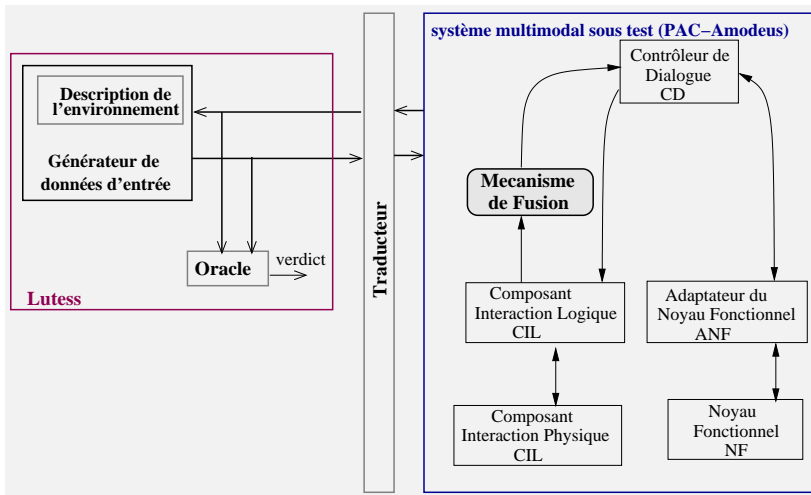 Description de
l'environnement
Générateur de
données d'entrée
Oracle
verdict
Lutess
Traducteur
système multimodal sous test (PAC−Amodeus)
Contrôleur de
Dialogue
CD
Mecanisme
de Fusion
Composant
Interaction Logique
CIL
Adaptateur du
Noyau Fonctionnel
ANF
Composant
Interaction Physique
CIL
Noyau
Fonctionnel
NF